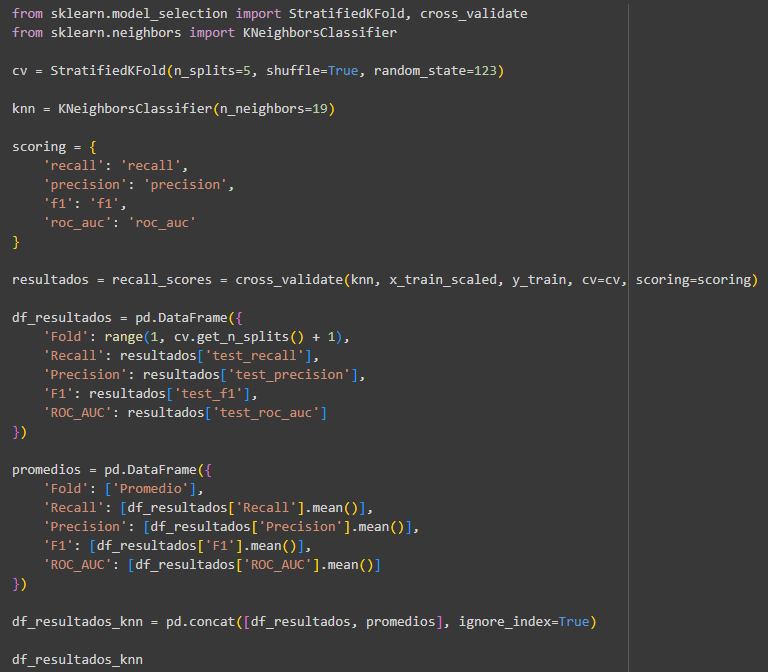 from sklearn.model_selection import StratifiedKFold, cross_validate
from sklearn.neighbors import KNeighborsClassifier

cv = StratifiedKFold(n_splits=5, shuffle=True, random_state=123)

knn = KNeighborsClassifier(n_neighbors=19)

scoring = {
    'recall': 'recall',
    'precision': 'precision',
    'f1': 'f1',
    'roc_auc': 'roc_auc'
}

resultados = recall_scores = cross_validate(knn, x_train_scaled, y_train, cv=cv, scoring=scoring)

df_resultados = pd.DataFrame({
    'Fold': range(1, cv.get_n_splits() + 1),
    'Recall': resultados['test_recall'],
    'Precision': resultados['test_precision'],
    'F1': resultados['test_f1'],
    'ROC_AUC': resultados['test_roc_auc']
})

promedios = pd.DataFrame({
    'Fold': ['Promedio'],
    'Recall': [df_resultados['Recall'].mean()],
    'Precision': [df_resultados['Precision'].mean()],
    'F1': [df_resultados['F1'].mean()],
    'ROC_AUC': [df_resultados['ROC_AUC'].mean()]
})

df_resultados_knn = pd.concat([df_resultados, promedios], ignore_index=True)

df_resultados_knn